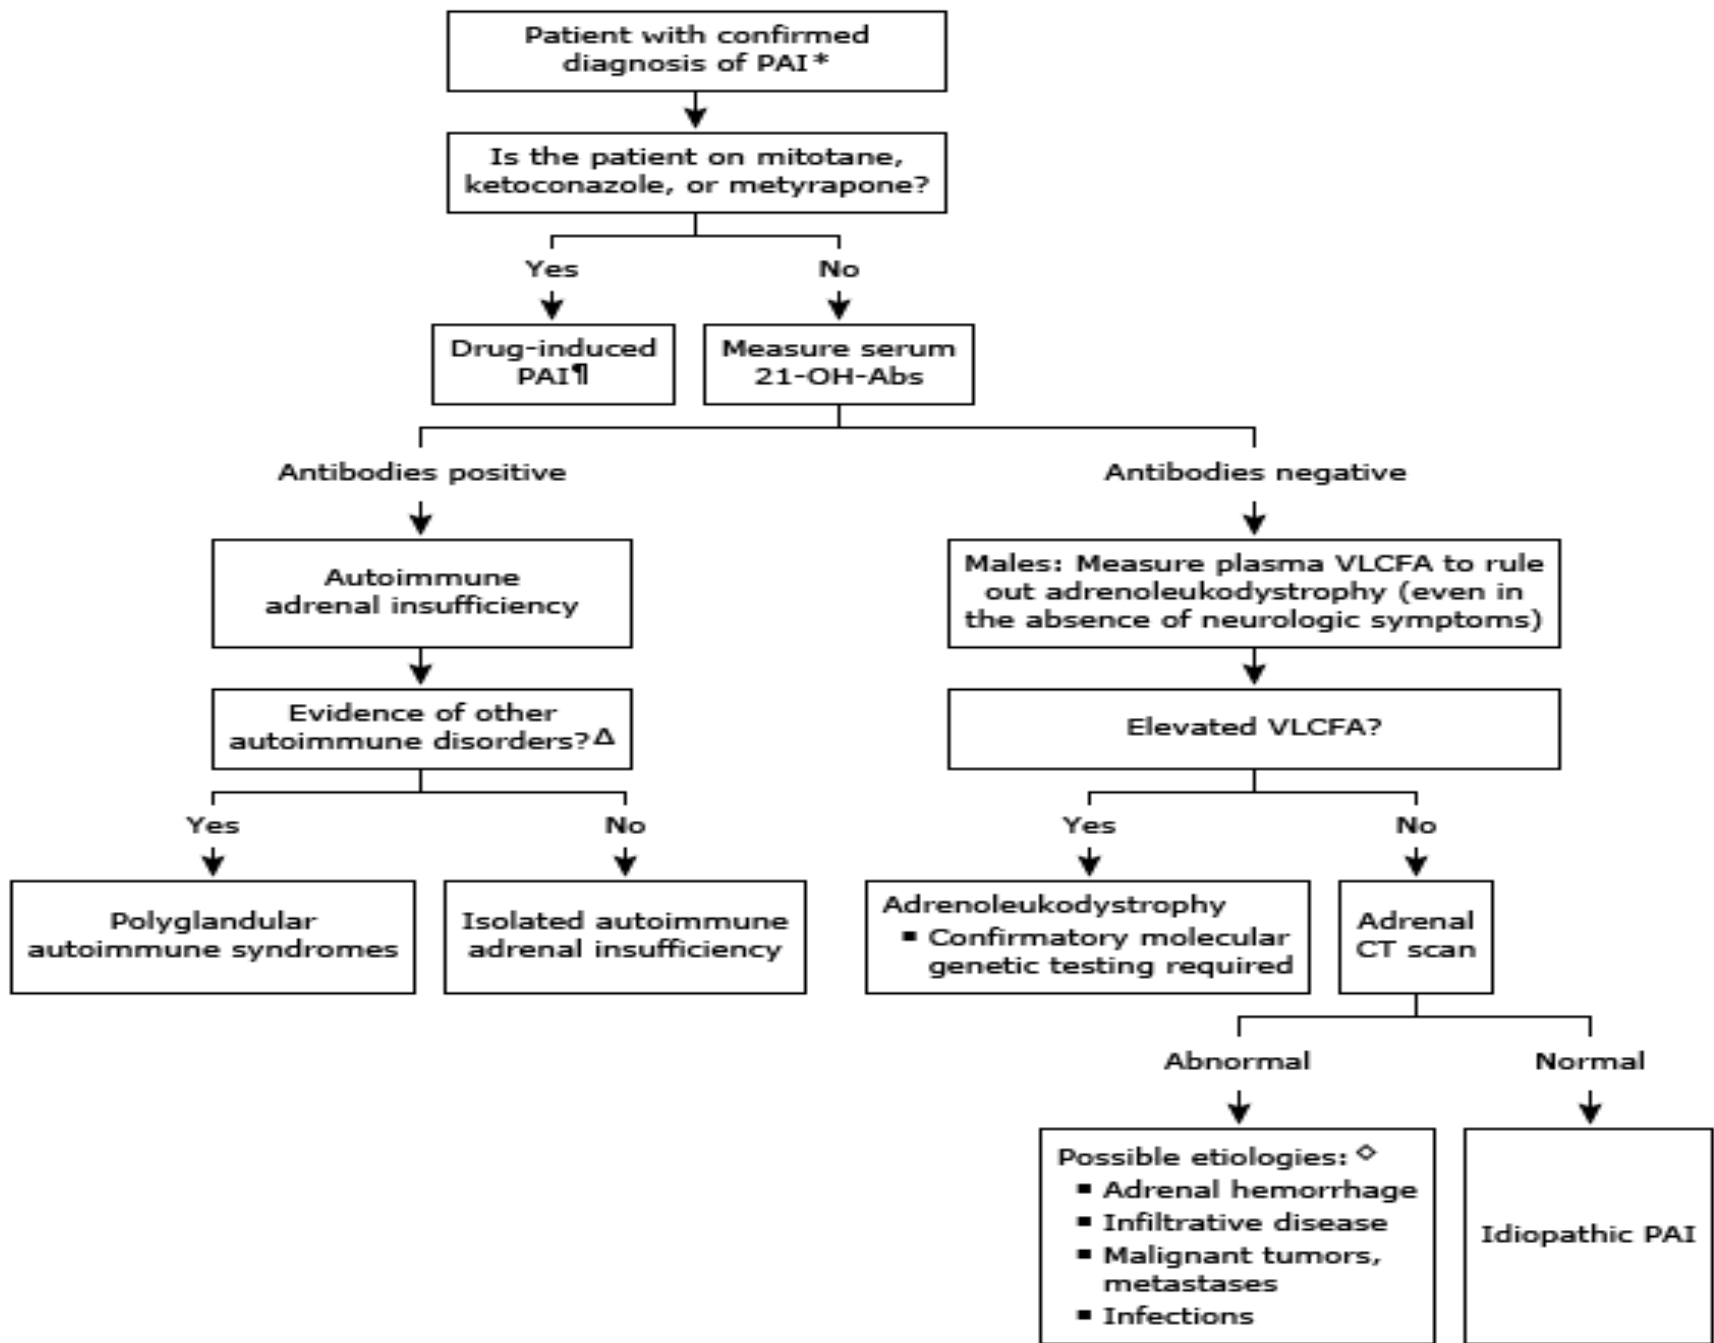 Patient with confirmed
diagnosis of PAI*
Is the patient on mitotane,
ketoconazole, or metyrapone?
Yes
No
Drug-induced
PAI¶
Measure serum
21-OH-Abs
Antibodies positive
Antibodies negative
Autoimmune
adrenal insufficiency
Males: Measure plasma VLCFA to rule
out adrenoleukodystrophy (even in
the absence of neurologic symptoms)
Evidence of other
autoimmune disorders?Δ
Elevated VLCFA?
Yes
No
Yes
No
Polyglandular
autoimmune syndromes
Isolated autoimmune
adrenal insufficiency
Adrenoleukodystrophy
▪ Confirmatory molecular
genetic testing required
Adrenal
CT scan
Abnormal
Normal
Possible etiologies:◇
▪ Adrenal hemorrhage
▪ Infiltrative disease
▪ Malignant tumors,
metastases
▪ Infections
Idiopathic PAI